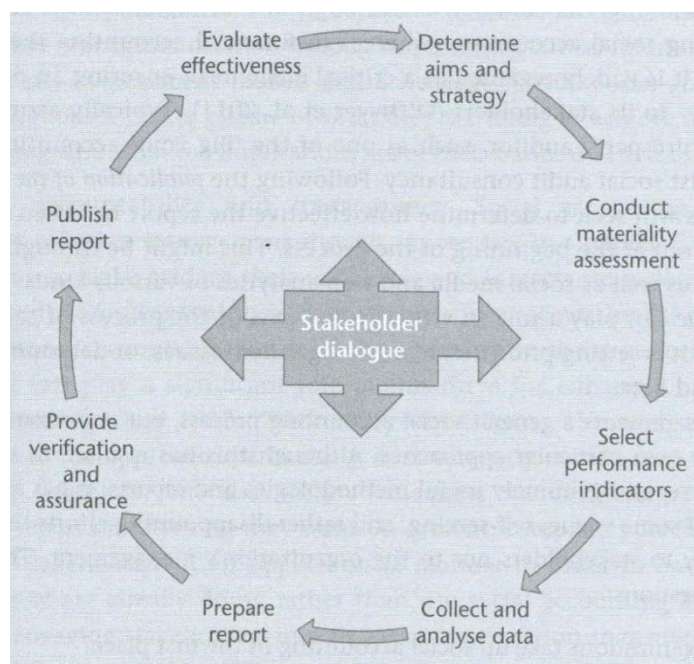 Evaluate
effectiveness
Determine
aims and
strategy
Conduct
materiality
assessment
Select
performance
indicators
Collect and
analyse data
Prepare
report
Provide
verification
and
assurance
Publish
report
Stakeholder
dialogue